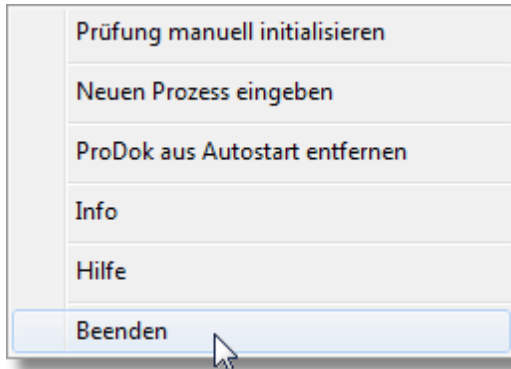 Prüfung manuell initialisieren
Neuen Prozess eingeben
ProDok aus Autostart entfernen
Info
Hilfe
Beenden